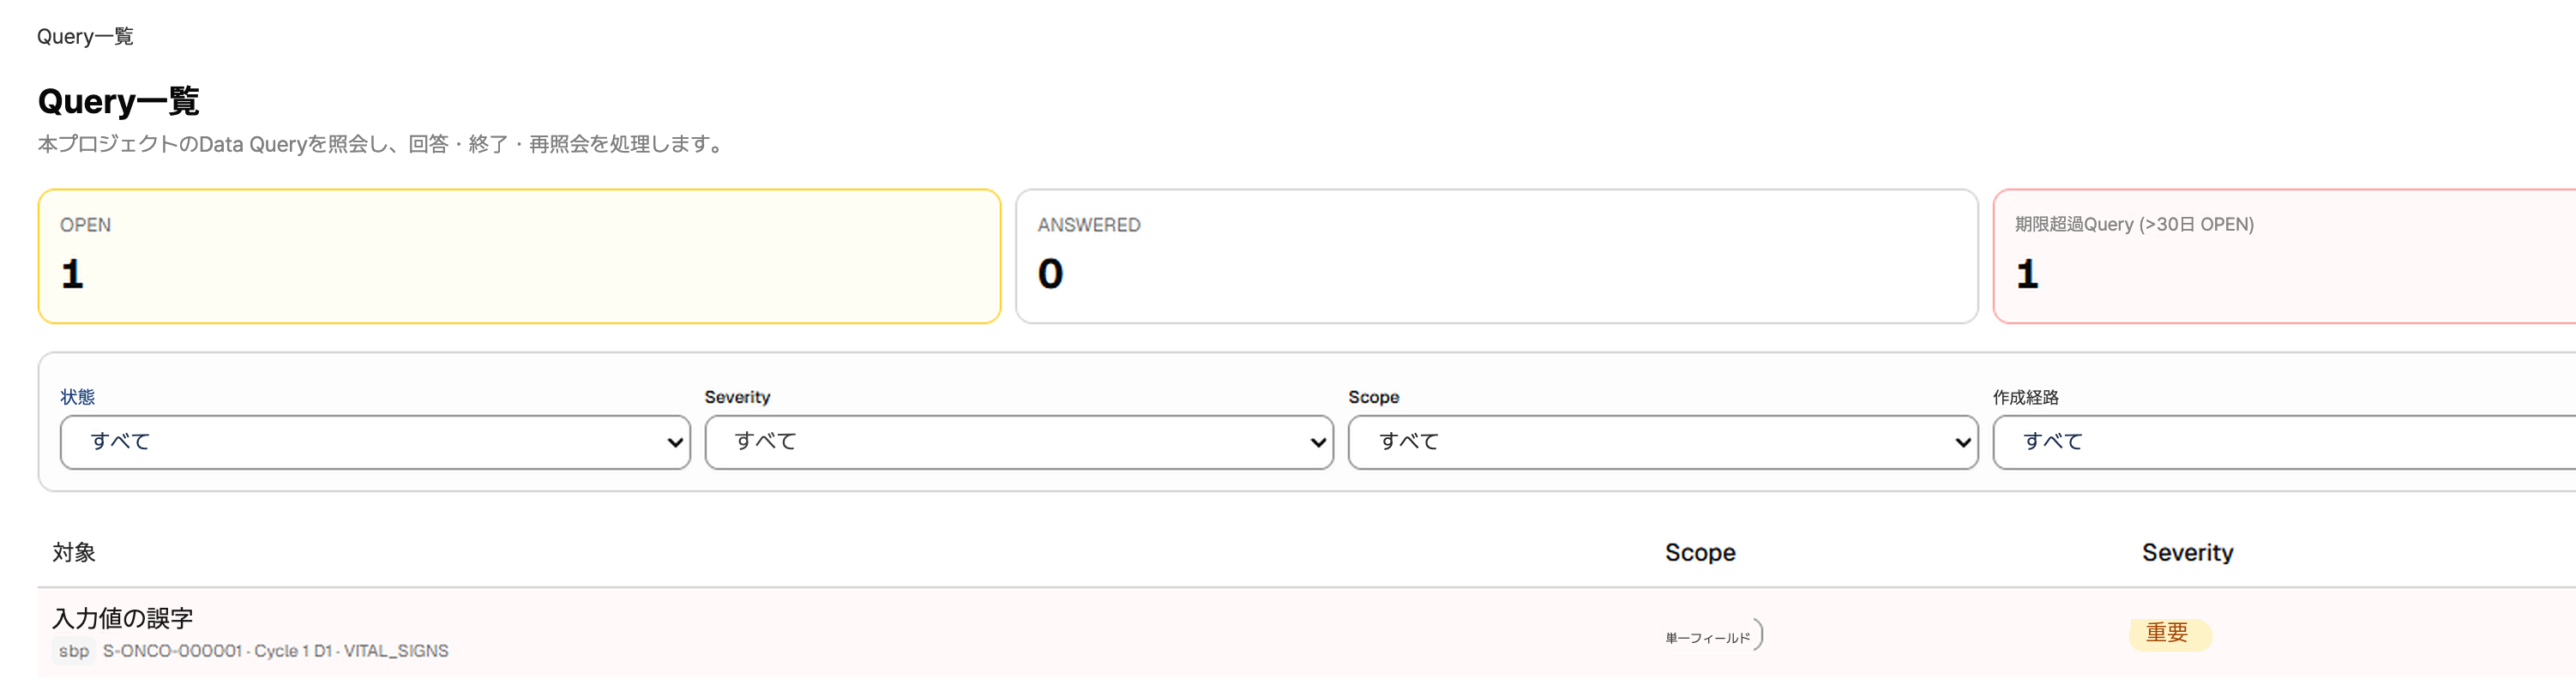 Query一覧
Query一覧
本プロジェクトのData Queryを照会し、回答・終了・再照会を処理します。
OPEN
1
ANSWERED
0
期限超過Query (>30日 OPEN)
1
状態
すべて
Severity
すべて
Scope
すべて
作成経路
すべて
対象
Scope
Severity
入力値の誤字
sbp S-ONCO-000001 · Cycle 1 D1 · VITAL_SIGNS
単一フィールド
重要